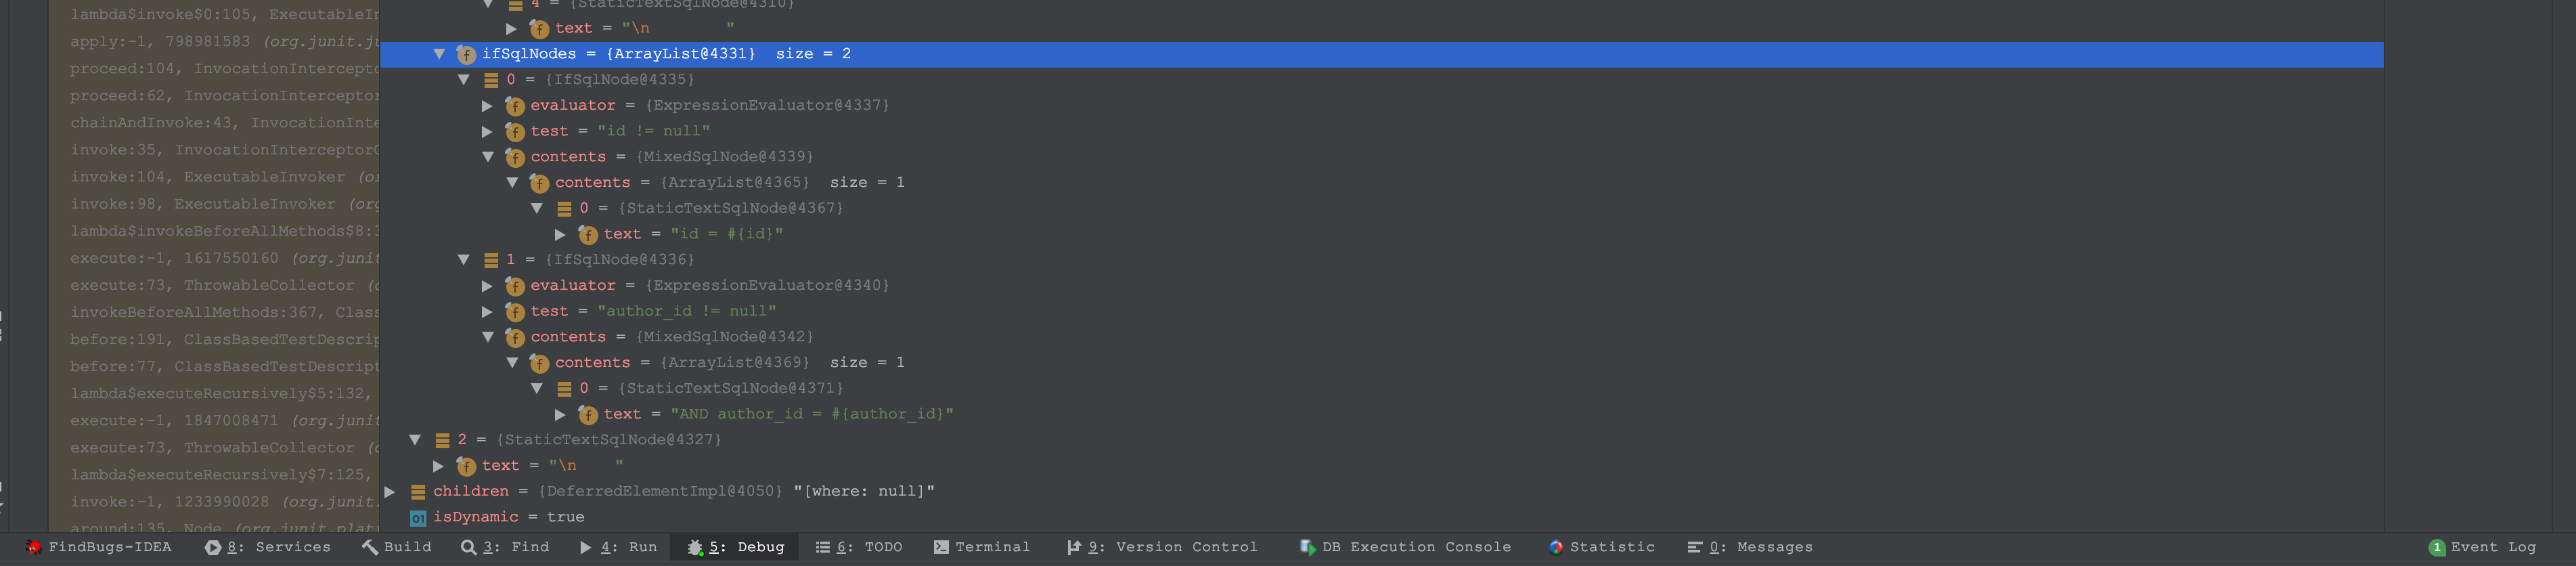 lambda$invoke$0:105, ExecutableIn
apply:-1, 798981583 (org.junit.ju
proceed:104, InvocationIntercepto
proceed:62, InvocationInterceptor
chainAndInvoke:43, InvocationInte
invoke:35, InvocationInterceptorC
invoke:104, ExecutableInvoker (or
invoke:98, ExecutableInvoker (org
lambda$invokeBeforeAllMethods$8:3
execute:-1, 1617550160 (org.junit
execute:73, ThrowableCollector (o
invokeBeforeAllMethods:367, Class
before:191, ClassBasedTestDescrip
before:77, ClassBasedTestDescript
lambda$executeRecursively$5:132,
execute:-1, 1847008471 (org.junit
execute:73, ThrowableCollector (o
lambda$executeRecursively$7:125,
invoke:-1, 1233990028 (org.junit.
around:135, Node (org.junit.platf
4 = {StaticTextSqlNode@4310}
text = "\n        "
ifSqlNodes = {ArrayList@4331}  size = 2
0 = {IfSqlNode@4335}
evaluator = {ExpressionEvaluator@4337}
test = "id != null"
contents = {MixedSqlNode@4339}
contents = {ArrayList@4365}  size = 1
0 = {StaticTextSqlNode@4367}
text = "id = #{id}"
1 = {IfSqlNode@4336}
evaluator = {ExpressionEvaluator@4340}
test = "author_id != null"
contents = {MixedSqlNode@4342}
contents = {ArrayList@4369}  size = 1
0 = {StaticTextSqlNode@4371}
text = "AND author_id = #{author_id}"
2 = {StaticTextSqlNode@4327}
text = "\n    "
children = {DeferredElementImpl@4050} "[where: null]"
01 isDynamic = true
FindBugs-IDEA 8: Services Build 3: Find 4: Run 5: Debug 6: TODO Terminal 9: Version Control DB Execution Console Statistic 0: Messages 1 Event Log